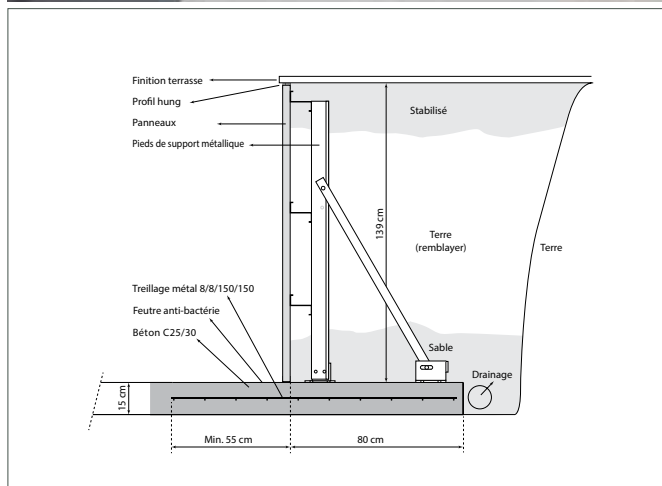 Finition terrasse
Profil hung
Panneaux
Pieds de support métallique
Stabilisé
139 cm
Terre
(remblayer)
Terre
Treillage métal 8/8/150/150
Feutre anti-bactérie
Béton C25/30
Sable
Drainage
15 cm
Min. 55 cm
80 cm